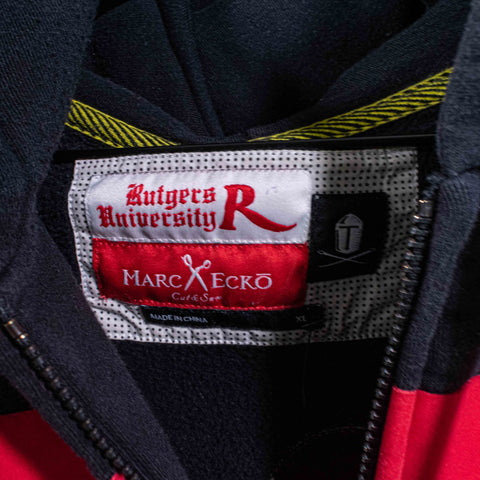 Rutgers
University R
T
MARC ECKŌ
Cut & Sew
MADE IN CHINA XL